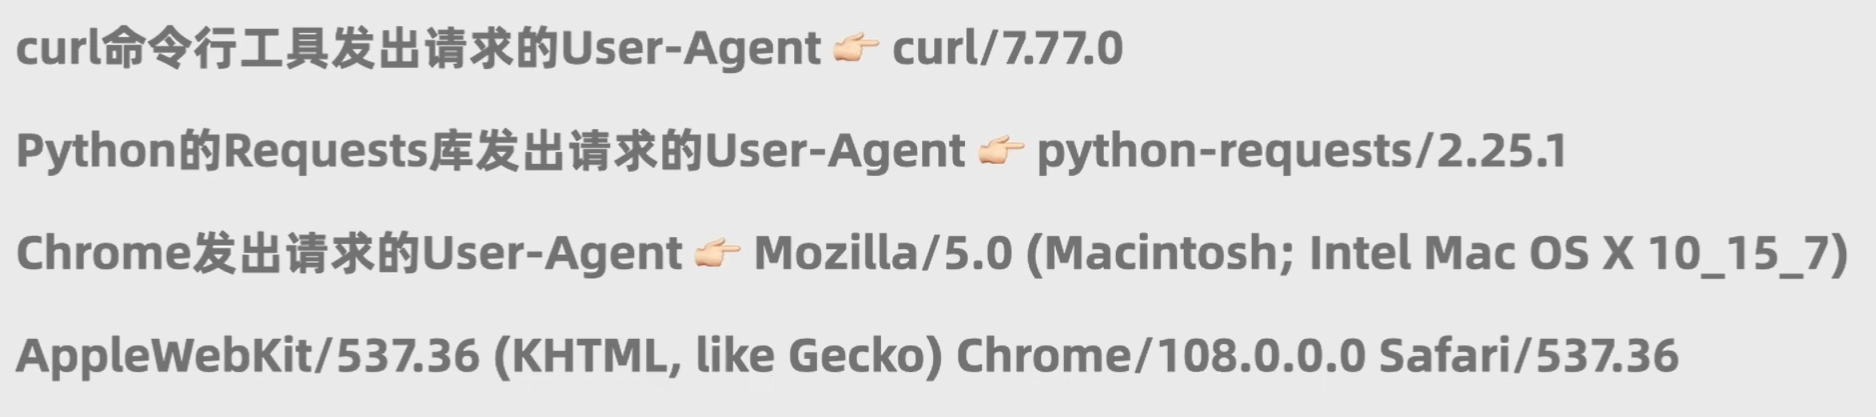 curl命令行工具发出请求的User-Agent 👉🏻 curl/7.77.0
Python的Requests库发出请求的User-Agent 👉🏻 python-requests/2.25.1
Chrome发出请求的User-Agent 👉🏻 Mozilla/5.0 (Macintosh; Intel Mac OS X 10_15_7)
AppleWebKit/537.36 (KHTML, like Gecko) Chrome/108.0.0.0 Safari/537.36